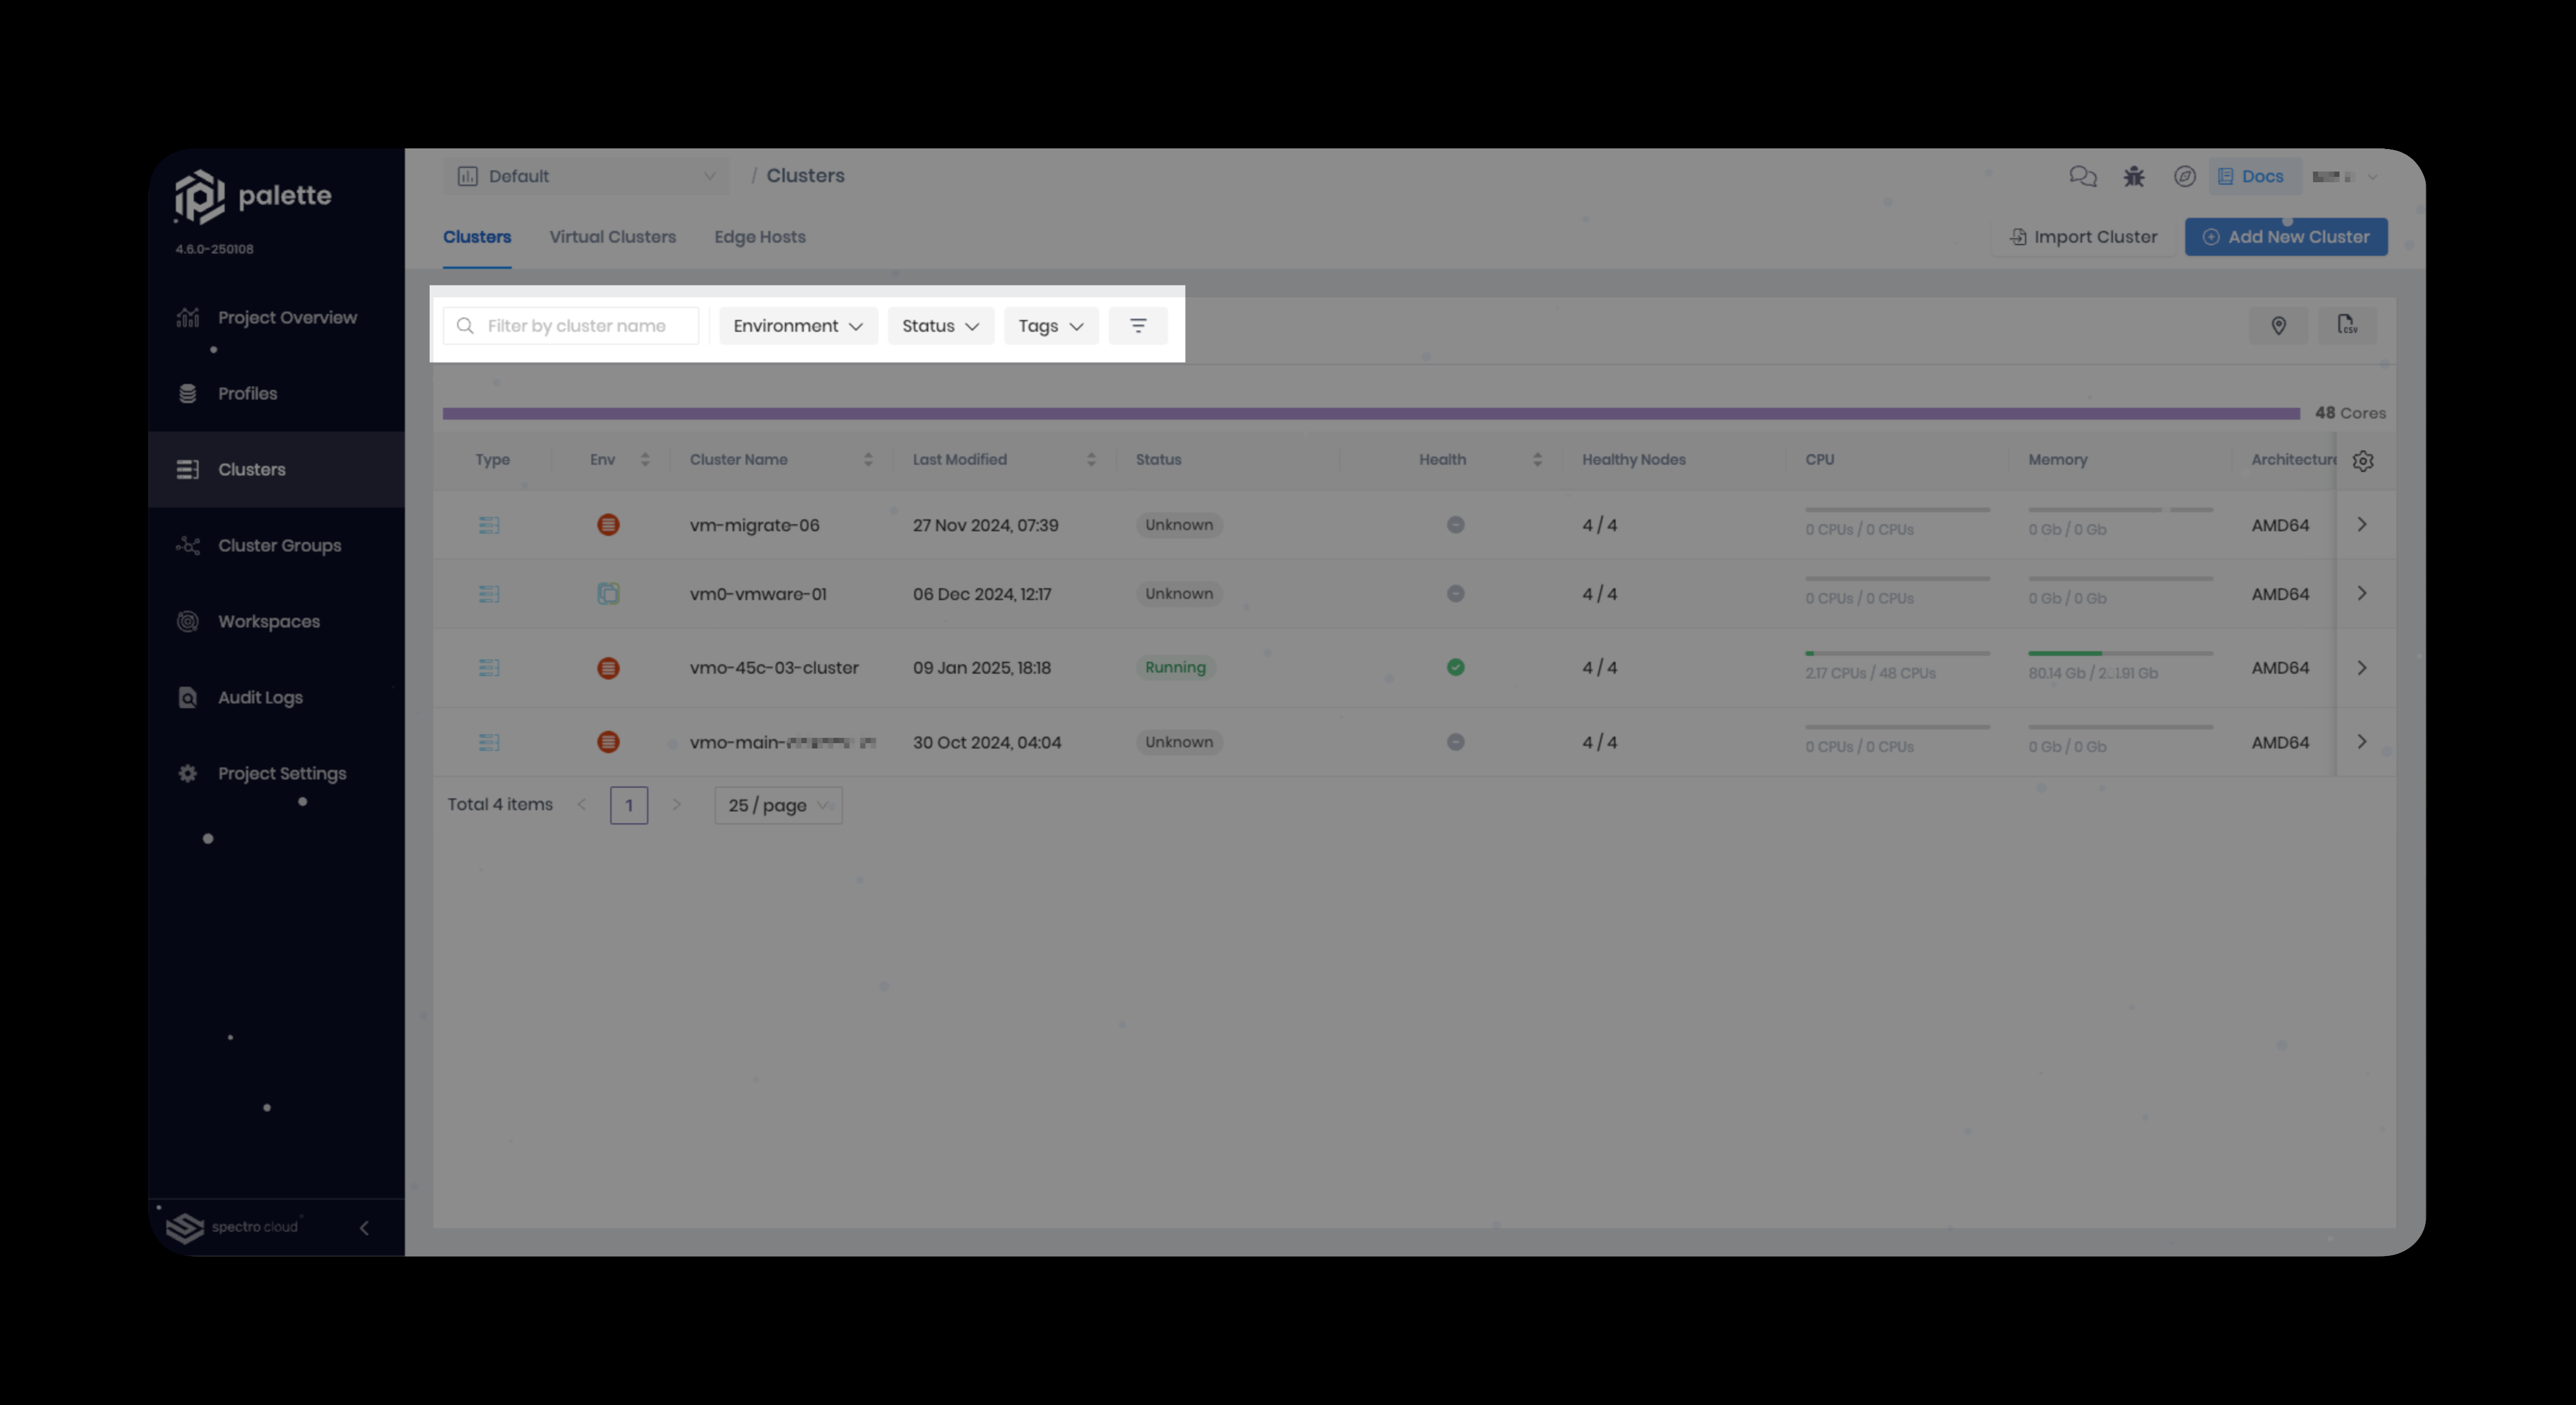 palette
4.6.0-250108
Project Overview
Profiles
Clusters
Cluster Groups
Workspaces
Audit Logs
Project Settings
spectro cloud
Default / Clusters
Docs
Clusters Virtual Clusters Edge Hosts
Import Cluster Add New Cluster
Filter by cluster name Environment Status Tags
CSV
48 Cores
Type Env Cluster Name Last Modified Status Health Healthy Nodes CPU Memory Architecture
vm-migrate-06 27 Nov 2024, 07:39 Unknown 4 / 4 0 CPUs / 0 CPUs 0 Gb / 0 Gb AMD64
vm0-vmware-01 06 Dec 2024, 12:17 Unknown 4 / 4 0 CPUs / 0 CPUs 0 Gb / 0 Gb AMD64
vmo-45c-03-cluster 09 Jan 2025, 18:18 Running 4 / 4 2.17 CPUs / 48 CPUs 80.14 Gb / AMD64
vmo-main- 30 Oct 2024, 04:04 Unknown 4 / 4 0 CPUs / 0 CPUs 0 Gb / 0 Gb AMD64
Total 4 items 1 25 / page